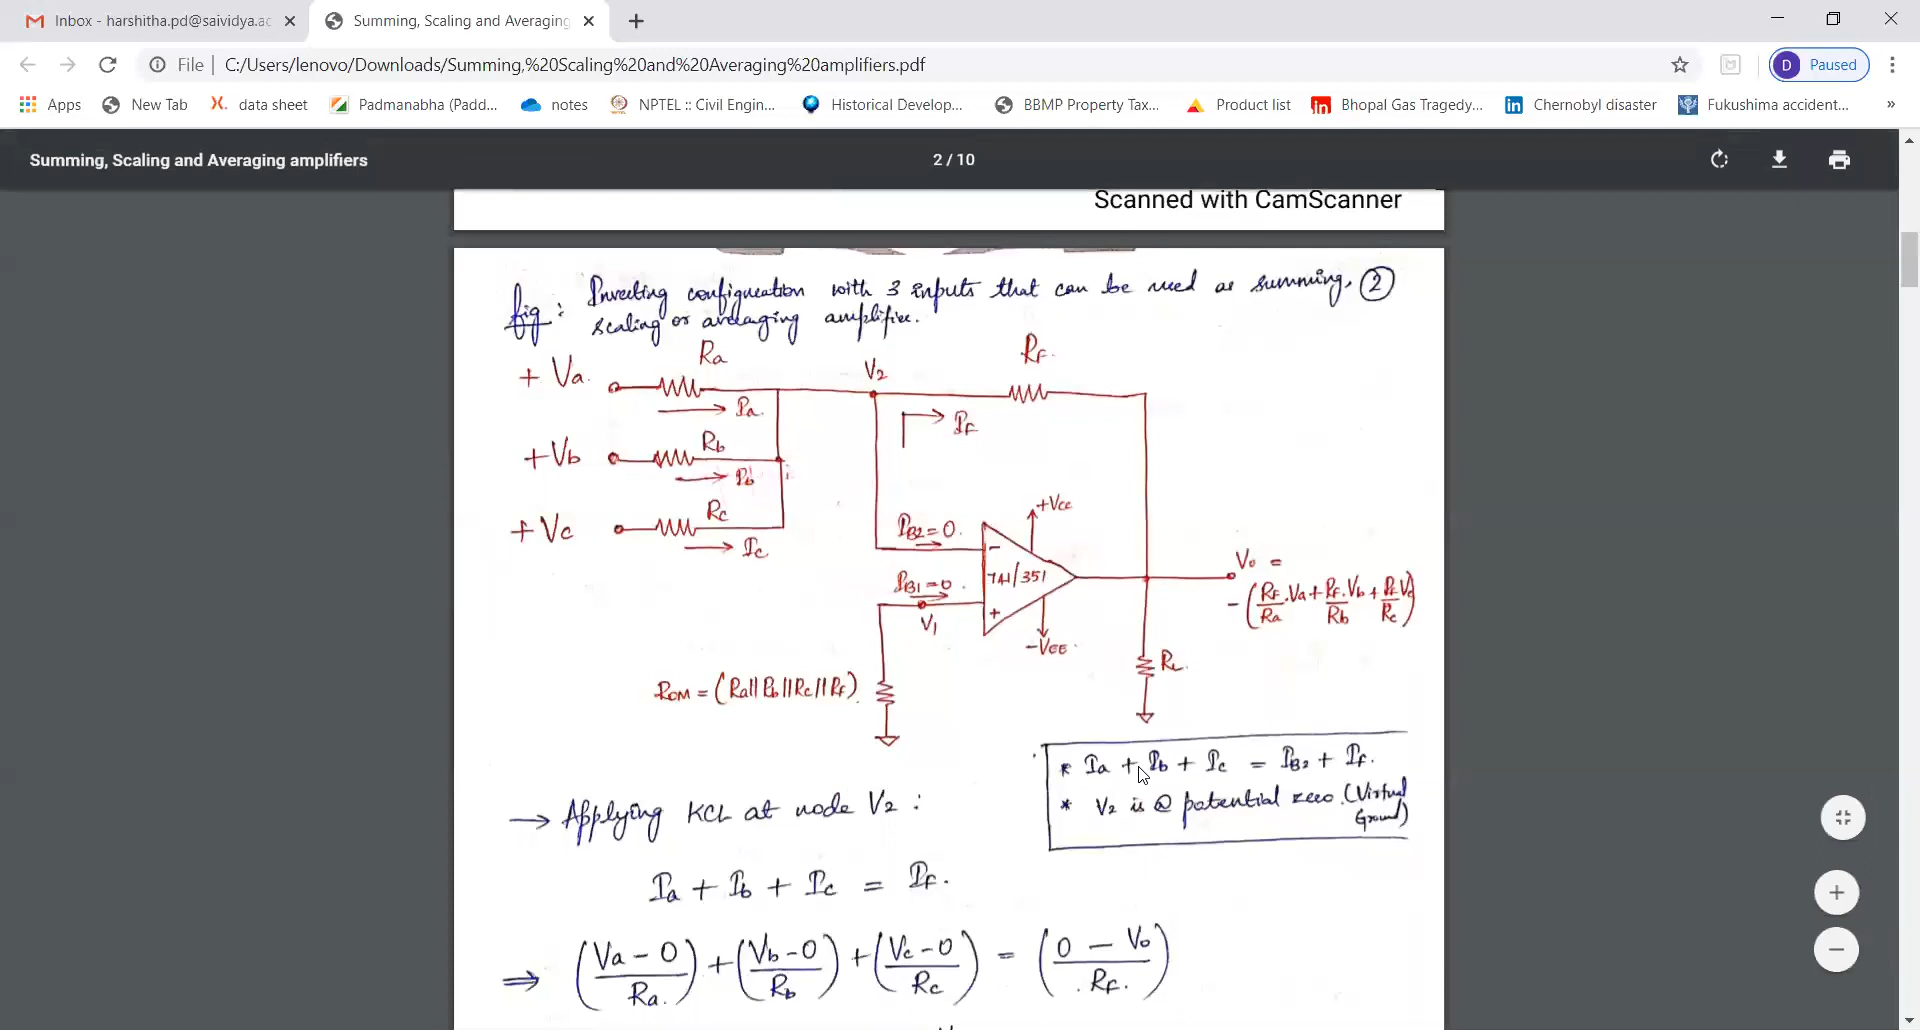 Inbox - harshitha.pd@saividya.ac
Summing, Scaling and Averaging
File
C:/Users/lenovo/Downloads/Summing,%20Scaling%20and%20Averaging%20amplifiers.pdf
D Paused
Apps New Tab data sheet Padmanabha (Padd... notes NPTEL :: Civil Engin... Historical Develop... BBMP Property Tax... Product list Bhopal Gas Tragedy... Chernobyl disaster Fukushima accident... »
Summing, Scaling and Averaging amplifiers
2 / 10
Scanned with CamScanner
fig: Inverting configuration with 3 inputs that can be used as summing, ②
scaling or averaging amplifier.
Ra
RF.
+ Va.
V2
Ia.
IF
Rb
+Vb
Ib
Rc
+Vc
Ic
+Vcc
IB2=0.
-
741/351
IB1=0.
+
V1
-VEE.
Vo =
-(RF/Ra.Va+RF/Rb.Vb+RF/Rc Vc)
RL.
ROM = (Ra||Rb||Rc||RF).
* Ia + Ib + Ic = IB2 + IF.
* V2 is @ potential zero. (Virtual
Ground)
→ Applying KCL at node V2 :
Ia + Ib + Ic = IF.
⇒ (Va - 0 / Ra.) + (Vb - 0 / Rb) + (Vc - 0 / Rc) = (0 - Vo / RF.)